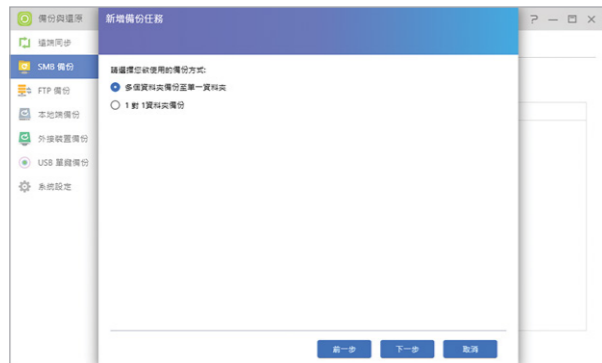 備份與還原
遠端同步
SMB 備份
FTP 備份
本地端備份
外接裝置備份
USB 單鍵備份
系統設定
新增備份任務
?
請選擇您欲使用的備份方式:
多個資料夾備份至單一資料夾
1 對 1資料夾備份
前一步
下一步
取消